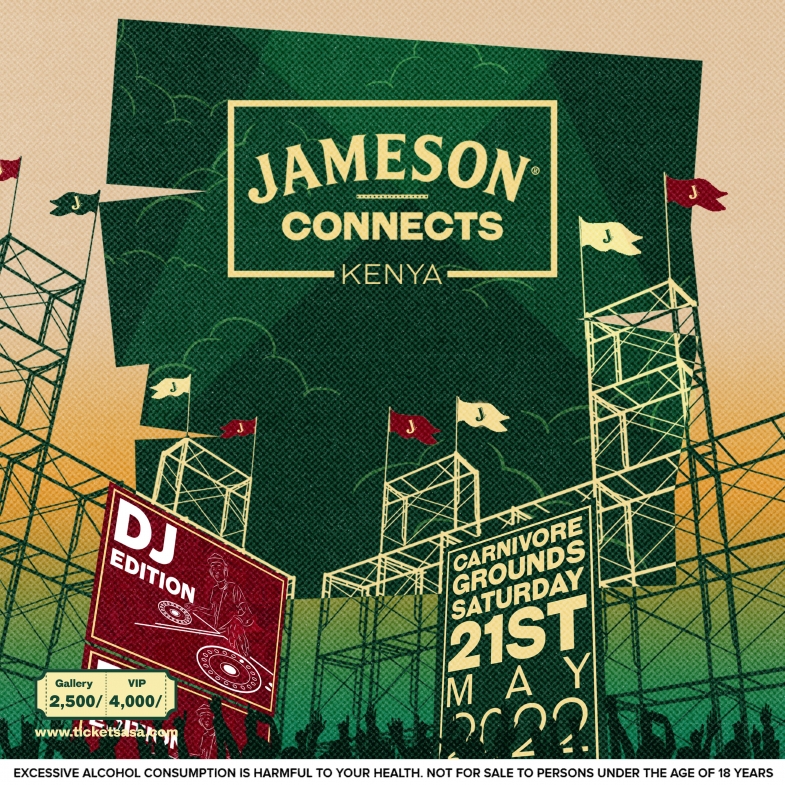 JAMESON®
CONNECTS
KENYA
J
J
J
J
J
J
J
J
DJ
EDITION
CARNIVORE
GROUNDS
SATURDAY
21ST
MAY
2022
Gallery VIP
2,500/ 4,000/
www.ticketsasa.com
EXCESSIVE ALCOHOL CONSUMPTION IS HARMFUL TO YOUR HEALTH. NOT FOR SALE TO PERSONS UNDER THE AGE OF 18 YEARS